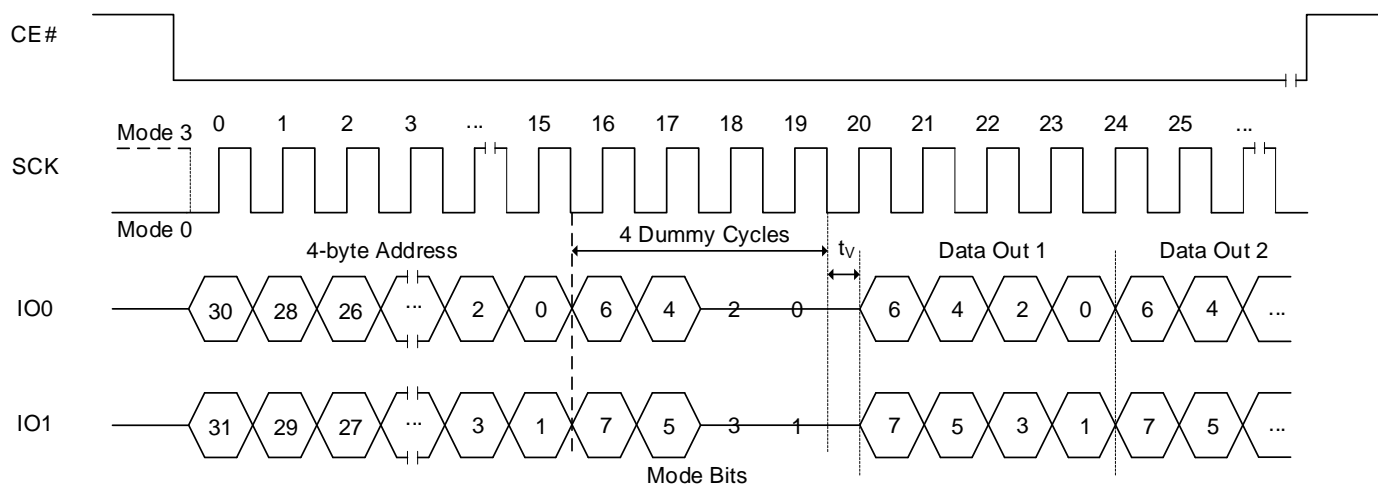 CE#
Mode 3 0 1 2 3 ... 15 16 17 18 19 20 21 22 23 24 25 ...
SCK
Mode 0
4-byte Address 4 Dummy Cycles tV Data Out 1 Data Out 2
IO0 30 28 26 ... 2 0 6 4 2 0 6 4 2 0 6 4 ...
IO1 31 29 27 ... 3 1 7 5 3 1 7 5 3 1 7 5 ...
Mode Bits